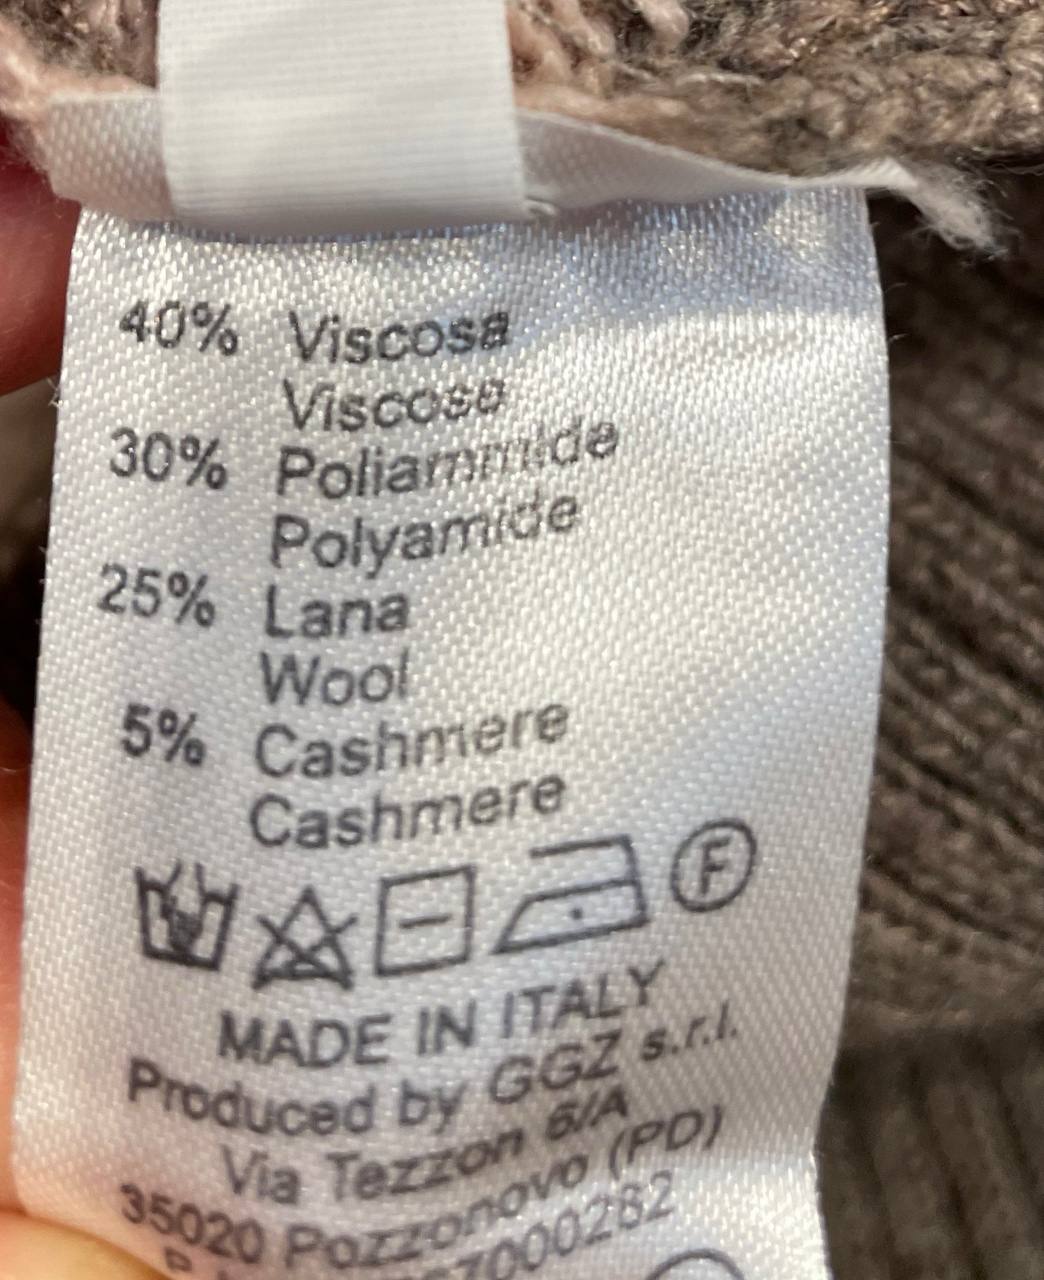 40% Viscosa
Viscose
30% Poliammide
Polyamide
25% Lana
Wool
5% Cashmere
Cashmere
F
MADE IN ITALY
Produced by GGZ s.r.l.
Via Tezzon 6/A
35020 Pozzonovo (PD)